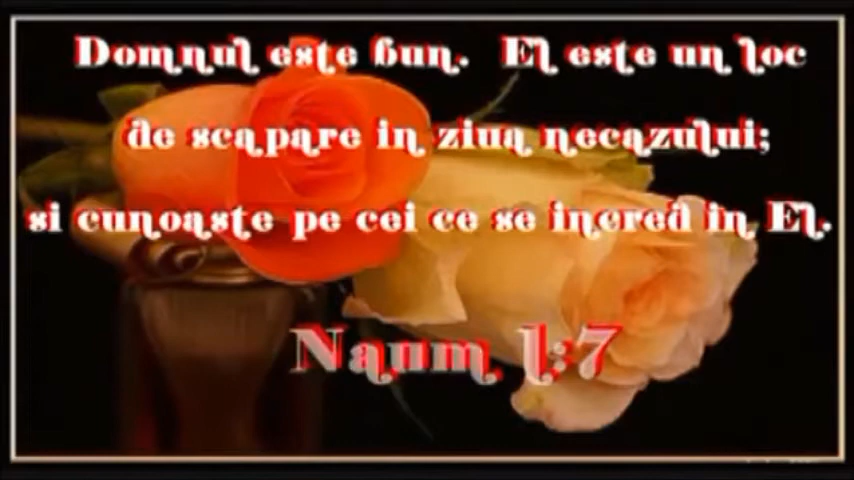 Domnul este bun. El este un loc
de scapare in ziua necazului;
si cunoaste pe cei ce se incred in El.
Naum 1:7